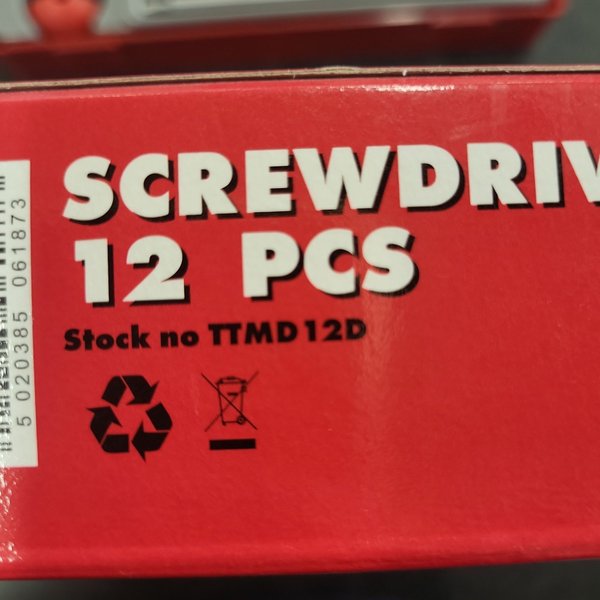 SCREWDRIV
12 PCS
Stock no TTMD12D
5 020385 061873